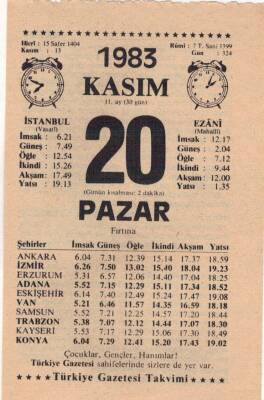 Hicrî : 15 Safer 1404
Kasım : 13
Rûmî : 7 T. Sani 1399
Gün : 324
1983
KASIM
11. ay (30 gün)
İSTANBUL
(Vasatî)
İmsak : 6.21
Güneş : 7.49
Öğle : 12.54
İkindi : 15.26
Akşam: 17.49
Yatsı : 19.13
20
EZÂNİ
(Mahallî)
İmsak : 12.17
Güneş : 2.04
Öğle : 7.12
İkindi : 9.44
Akşam : 12.00
Yatsı : 1.35
(Günün kısalması: 2 dakika)
PAZAR
Fırtına
Şehirler İmsak Güneş Öğle İkindi Akşam Yatsı
ANKARA 6.04 7.31 12.39 15.14 17.37 18.59
İZMİR 6.26 7.50 13.02 15.40 18.04 19.23
ERZURUM 5.31 6.57 12.06 14.40 17.04 18.25
ADANA 5.52 7.15 12.29 15.11 17.34 18.52
ESKİŞEHİR 6.14 7.40 12.49 15.24 17.47 19.08
VAN 5.21 6.46 11.57 14.35 16.59 18.18
SAMSUN 5.52 7.21 12.25 14.57 17.20 18.44
TRABZON 5.38 7.07 12.12 14.44 17.07 18.30
KAYSERİ 5.53 7.17 12.29 15.06 17.30 18.49
KONYA 6.04 7.29 12.41 15.20 17.43 19.02
Çocuklar, Gençler, Hanımlar!
Türkiye Gazetesi sahifelerinde sizlere de yer var.
Türkiye Gazetesi Takvimi